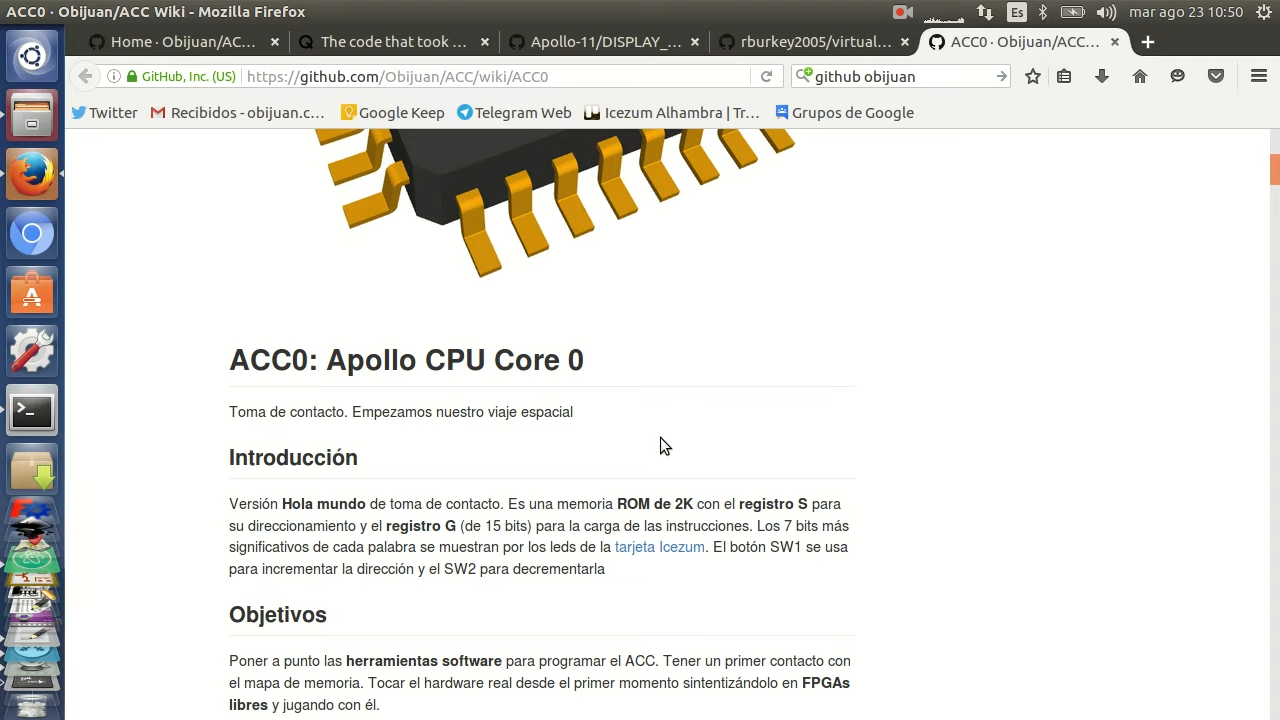 ACC0 · Obijuan/ACC Wiki - Mozilla Firefox
Es
mar ago 23 10:50
Home · Obijuan/AC...
The code that took ...
Apollo-11/DISPLAY_...
rburkey2005/virtual...
ACC0 · Obijuan/ACC...
GitHub, Inc. (US)
https://github.com/Obijuan/ACC/wiki/ACC0
github obijuan
Twitter
Recibidos - obijuan.c...
Google Keep
Telegram Web
Icezum Alhambra | Tr...
Grupos de Google
ACC0: Apollo CPU Core 0
Toma de contacto. Empezamos nuestro viaje espacial
Introducción
Versión Hola mundo de toma de contacto. Es una memoria ROM de 2K con el registro S para
su direccionamiento y el registro G (de 15 bits) para la carga de las instrucciones. Los 7 bits más
significativos de cada palabra se muestran por los leds de la tarjeta Icezum. El botón SW1 se usa
para incrementar la dirección y el SW2 para decrementarla
Objetivos
Poner a punto las herramientas software para programar el ACC. Tener un primer contacto con
el mapa de memoria. Tocar el hardware real desde el primer momento sintentizándolo en FPGAs
libres y jugando con él.